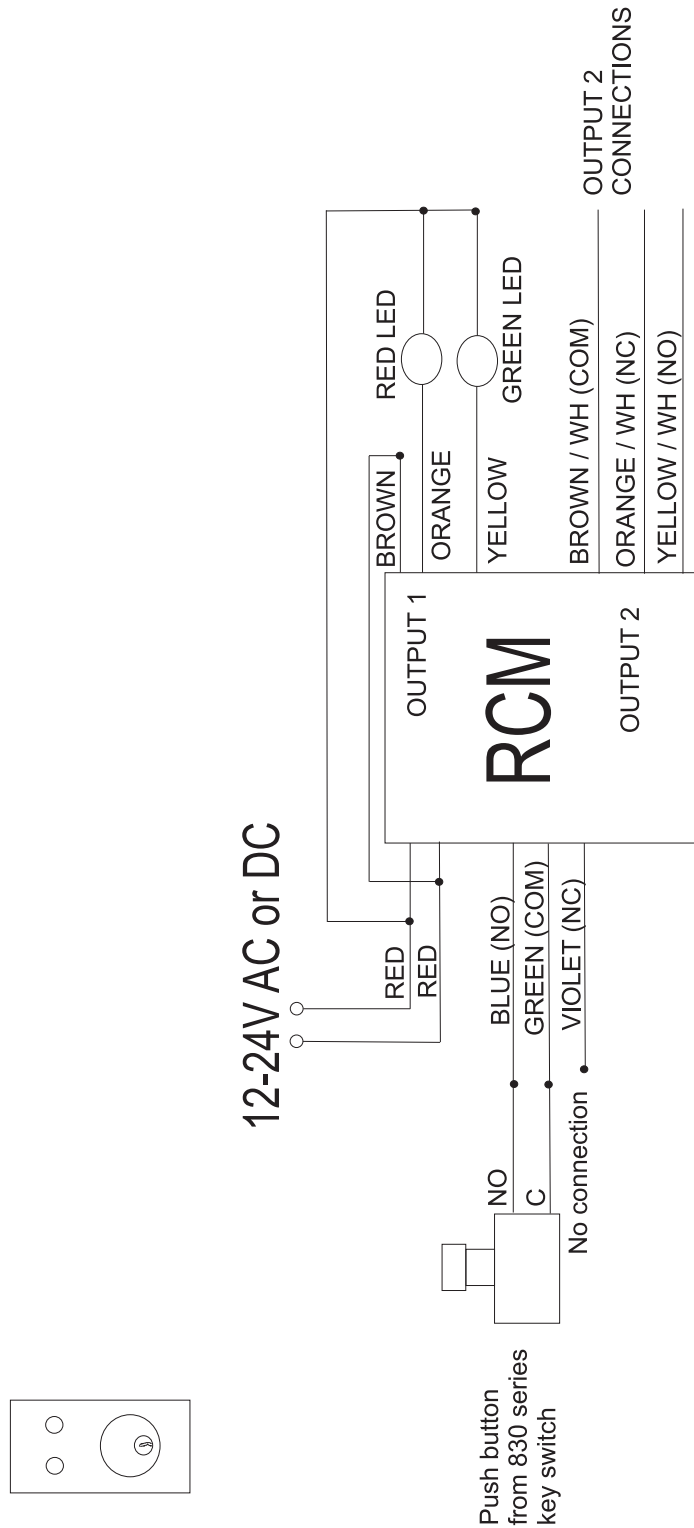 12-24V AC or DC
RED
RED
BROWN
RED LED
ORANGE
YELLOW
GREEN LED
OUTPUT 1
RCM
OUTPUT 2
BLUE (NO)
GREEN (COM)
VIOLET (NC)
NO
C
No connection
Push button
from 830 series
key switch
BROWN / WH (COM)
ORANGE / WH (NC)
YELLOW / WH (NO)
OUTPUT 2
CONNECTIONS